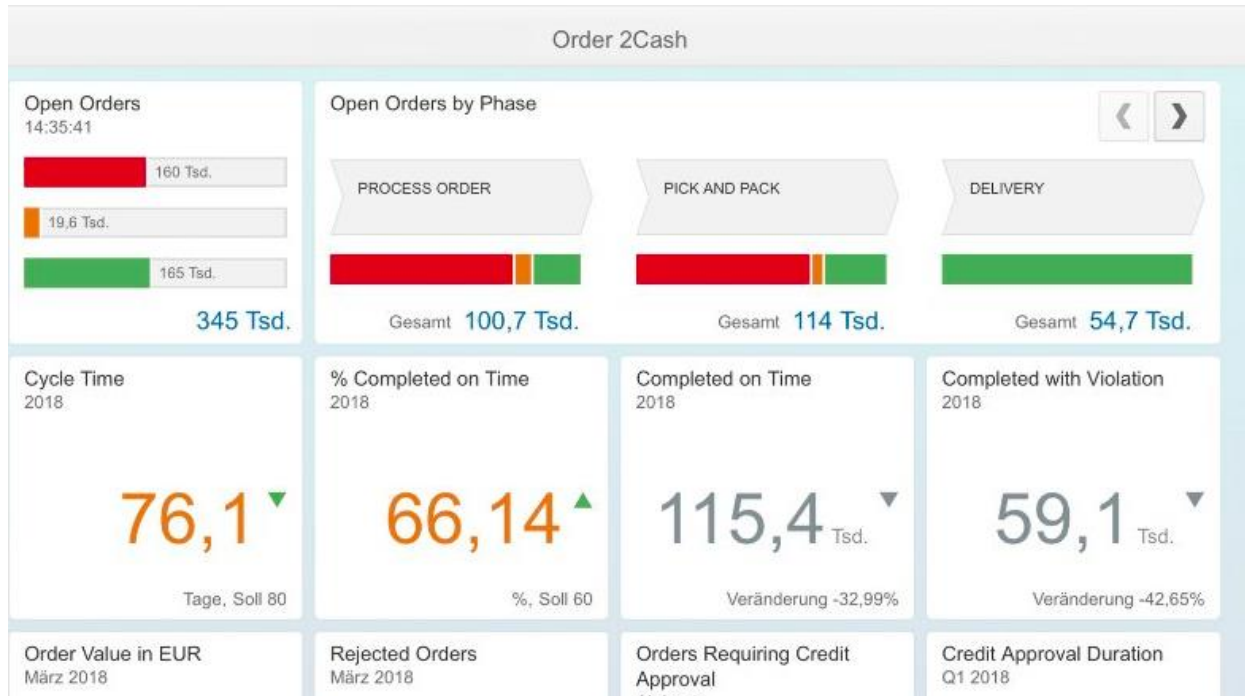 Order 2Cash
Open Orders
14:35:41
160 Tsd.
19,6 Tsd.
165 Tsd.
345 Tsd.
Open Orders by Phase
PROCESS ORDER
Gesamt 100,7 Tsd.
PICK AND PACK
Gesamt 114 Tsd.
DELIVERY
Gesamt 54,7 Tsd.
Cycle Time
2018
76,1
Tage, Soll 80
% Completed on Time
2018
66,14
%, Soll 60
Completed on Time
2018
115,4 Tsd.
Veränderung -32,99%
Completed with Violation
2018
59,1 Tsd.
Veränderung -42,65%
Order Value in EUR
März 2018
Rejected Orders
März 2018
Orders Requiring Credit
Approval
Credit Approval Duration
Q1 2018